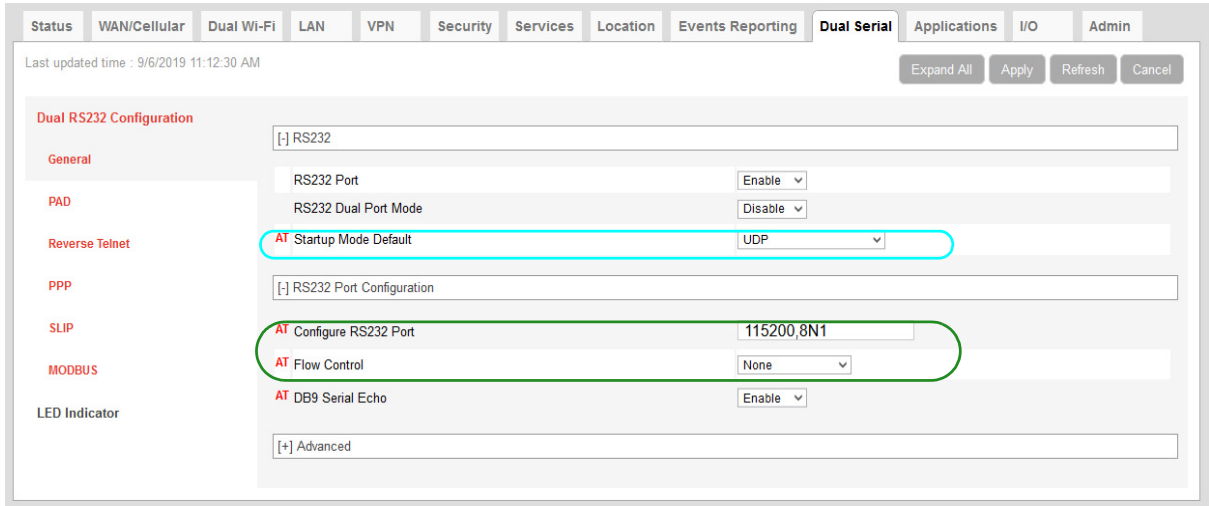 Status WAN/Cellular Dual Wi-Fi LAN VPN Security Services Location Events Reporting Dual Serial Applications I/O Admin
Last updated time : 9/6/2019 11:12:30 AM Expand All Apply Refresh Cancel
Dual RS232 Configuration
General
PAD
Reverse Telnet
PPP
SLIP
MODBUS
LED Indicator
[-] RS232
RS232 Port Enable
RS232 Dual Port Mode Disable
AT Startup Mode Default UDP
[-] RS232 Port Configuration
AT Configure RS232 Port 115200,8N1
AT Flow Control None
AT DB9 Serial Echo Enable
[+] Advanced